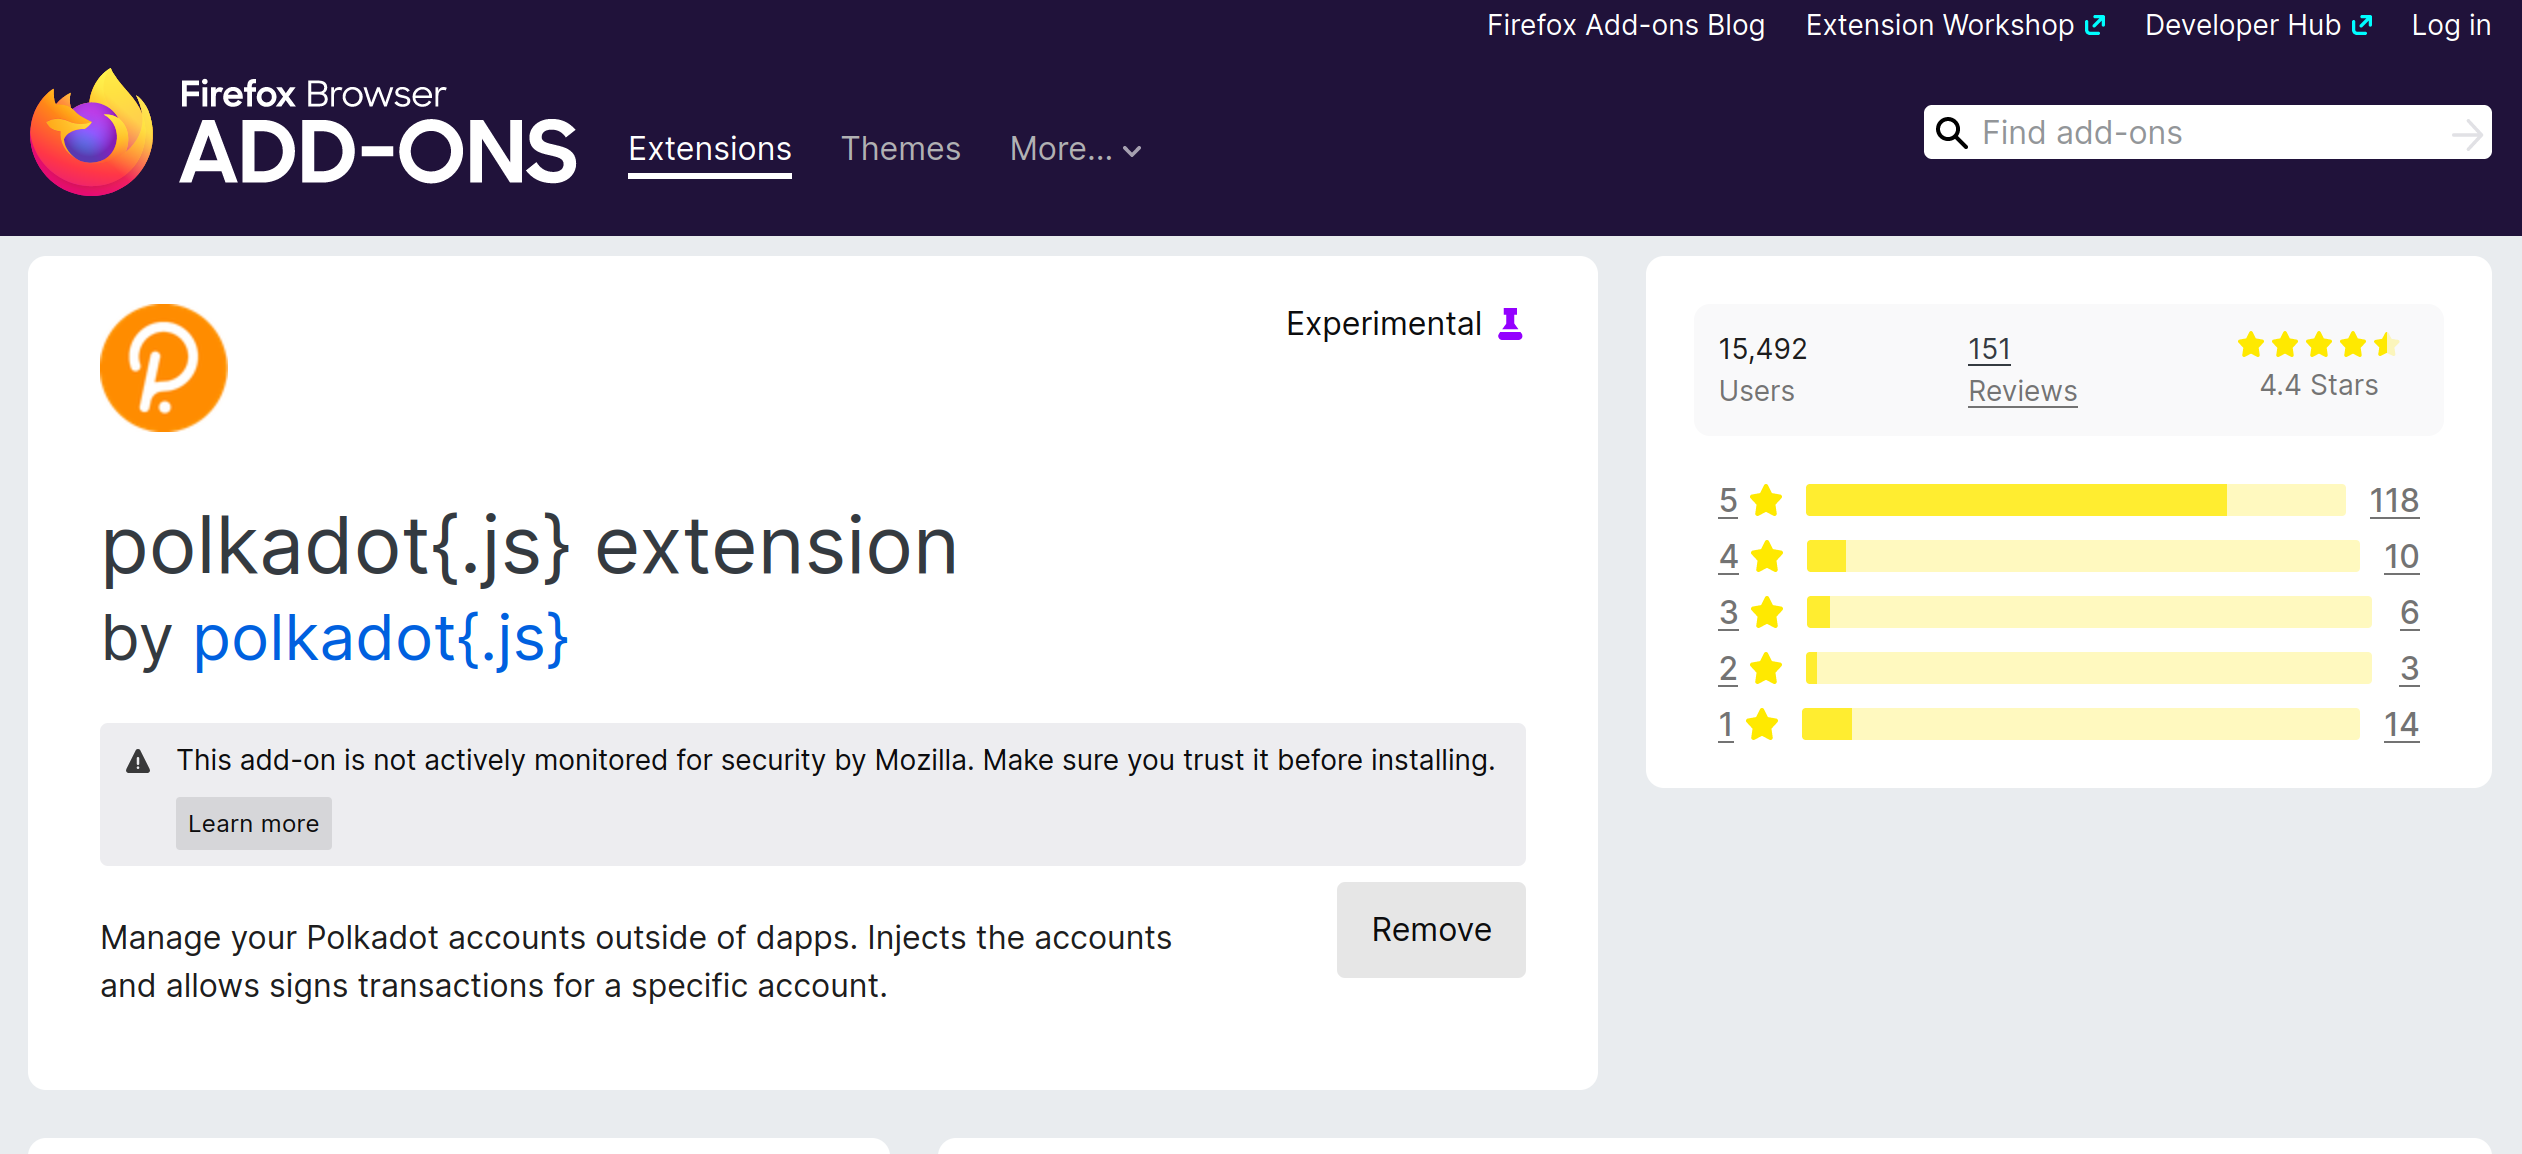 Firefox Add-ons Blog Extension Workshop Developer Hub Log in
Firefox Browser
ADD-ONS
Extensions Themes More...
Find add-ons
Experimental
polkadot{.js} extension
by polkadot{.js}
This add-on is not actively monitored for security by Mozilla. Make sure you trust it before installing.
Learn more
Manage your Polkadot accounts outside of dapps. Injects the accounts
and allows signs transactions for a specific account.
Remove
15,492 151
Users Reviews 4.4 Stars
5 118
4 10
3 6
2 3
1 14